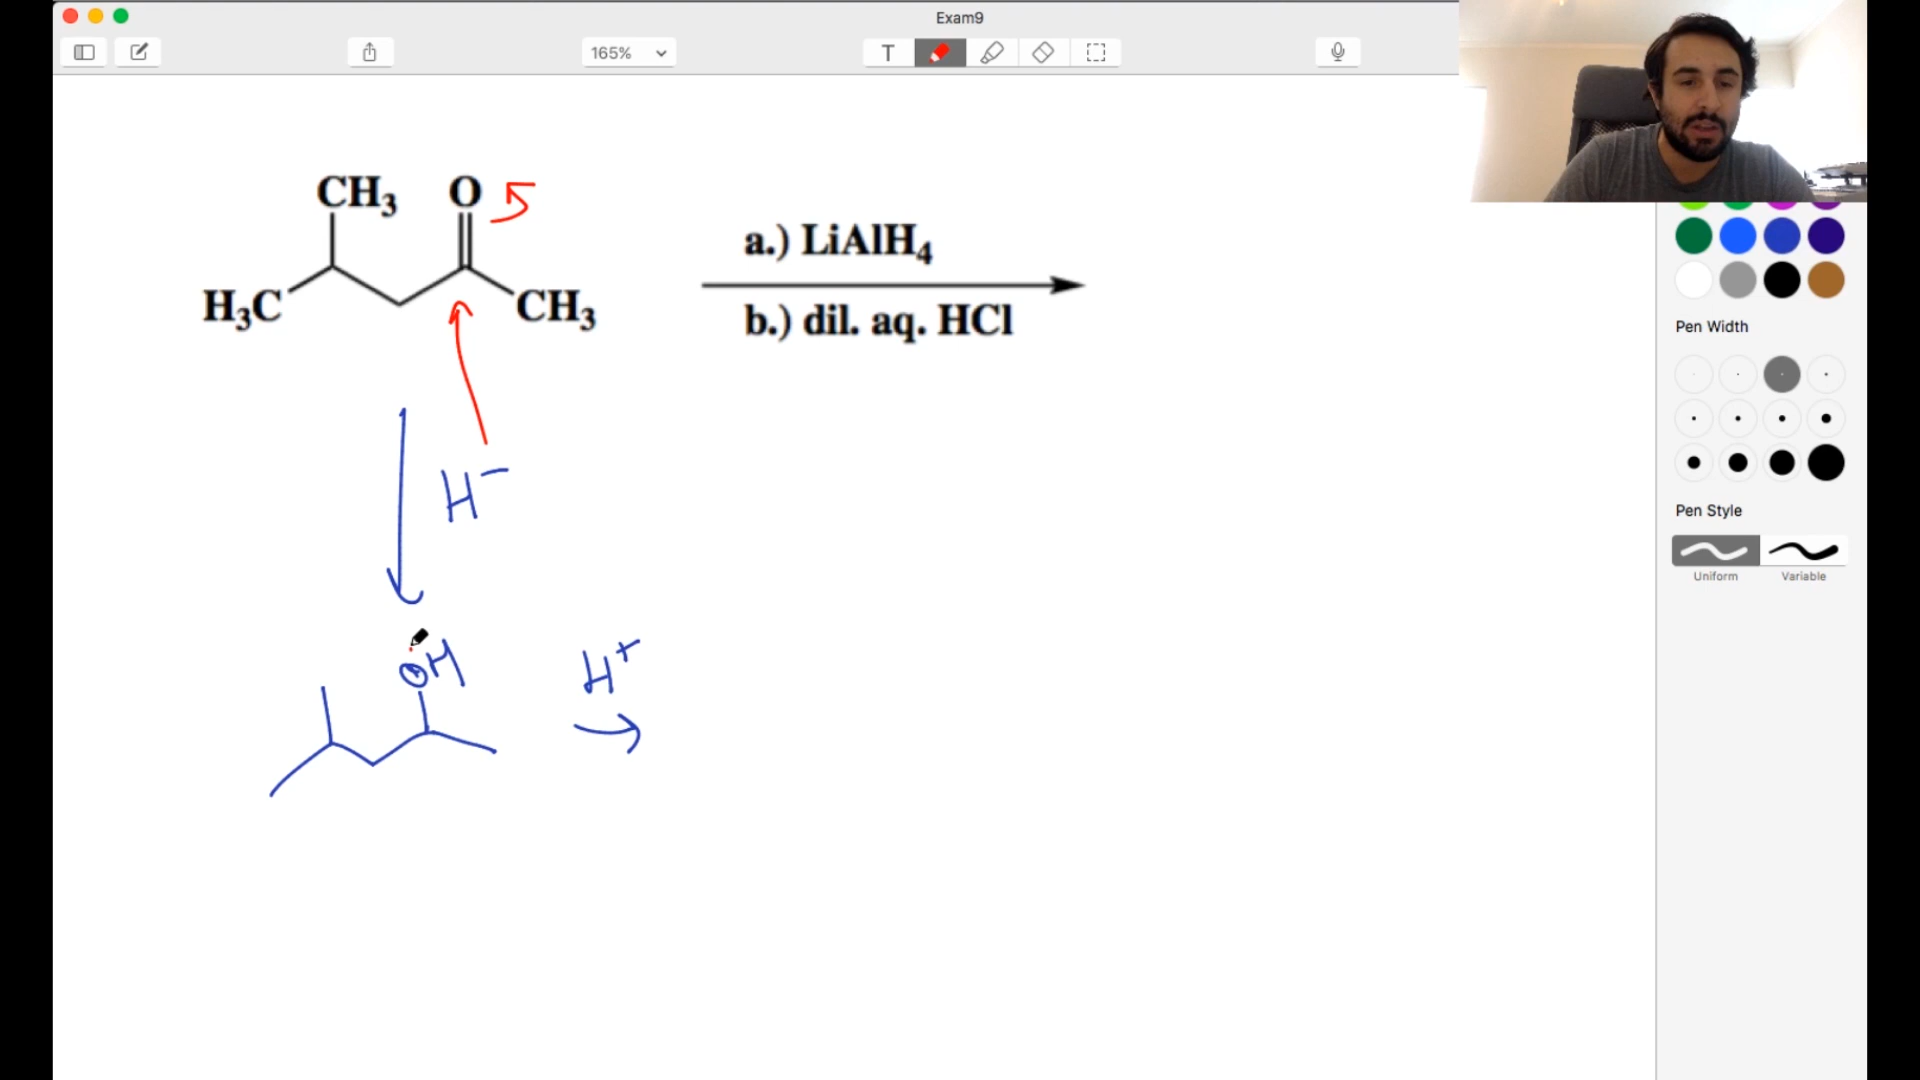 Exam9
165%
T
CH3 O
H3C CH3
a.) LiAlH4
b.) dil. aq. HCl
H−
OH
H+
Pen Width
Pen Style
Uniform Variable